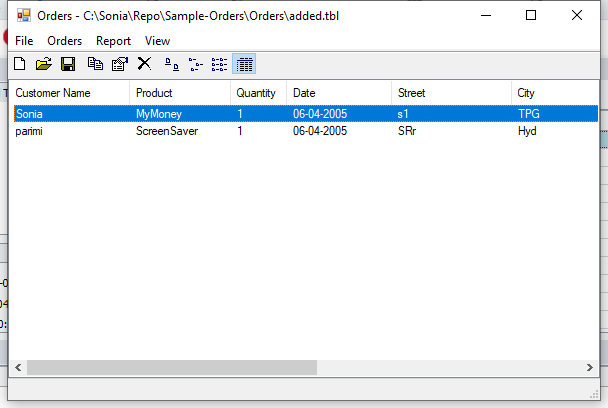 Orders - C:\Sonia\Repo\Sample-Orders\Orders\added.tbl
File Orders Report View
Customer Name Product Quantity Date Street City
Sonia MyMoney 1 06-04-2005 s1 TPG
parimi ScreenSaver 1 06-04-2005 SRr Hyd